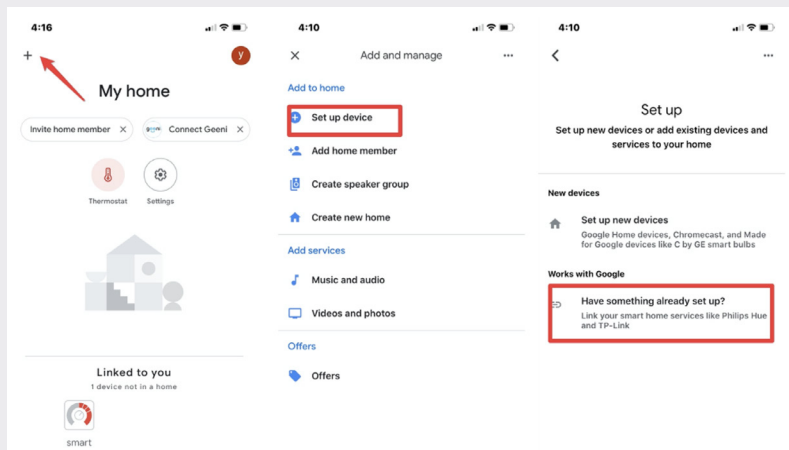 4:16
y
My home
Invite home member
geeni Connect Geeni
Thermostat
Settings
Linked to you
1 device not in a home
smart
4:10
Add and manage
Add to home
Set up device
Add home member
Create speaker group
Create new home
Add services
Music and audio
Videos and photos
Offers
Offers
4:10
Set up
Set up new devices or add existing devices and
services to your home
New devices
Set up new devices
Google Home devices, Chromecast, and Made
for Google devices like C by GE smart bulbs
Works with Google
Have something already set up?
Link your smart home services like Philips Hue
and TP-Link